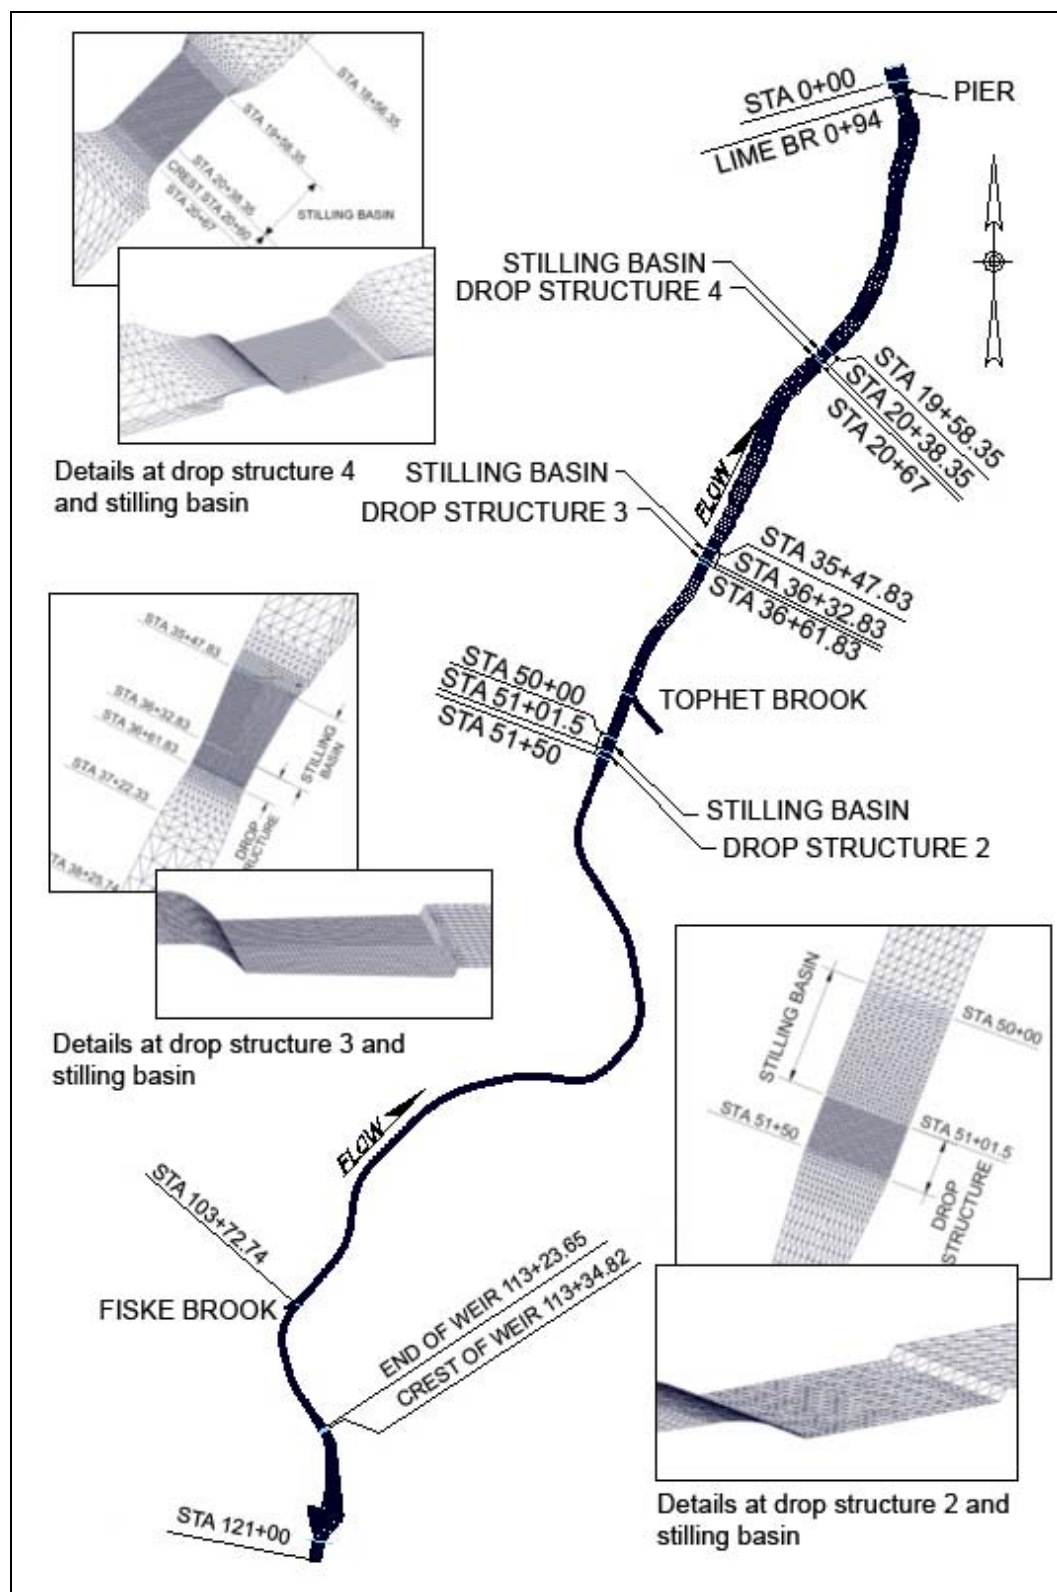 STA 18+56.35
STA 19+58.35
STA 20+38.35
CREST STA 20+60
STA 20+67
STILLING BASIN
Details at drop structure 4
and stilling basin
STA 0+00
LIME BR 0+94
PIER
STILLING BASIN
DROP STRUCTURE 4
STA 19+58.35
STA 20+38.35
STA 20+67
STILLING BASIN
DROP STRUCTURE 3
FLOW
STA 35+47.83
STA 36+32.83
STA 36+61.83
STA 35+47.83
STA 36+32.83
STA 36+61.83
STA 37+22.33
STILLING
BASIN
DROP
Details at drop structure 3 and
stilling basin
STA 50+00
STA 51+01.5
STA 51+50
TOPHET BROOK
STILLING BASIN
DROP STRUCTURE 2
STILLING BASIN
STA 50+00
STA 51+50
STA 51+01.5
DROP
STRUCTURE
Details at drop structure 2 and
stilling basin
FLOW
STA 103+72.74
FISKE BROOK
END OF WEIR 113+23.65
CREST OF WEIR 113+34.82
STA 121+00